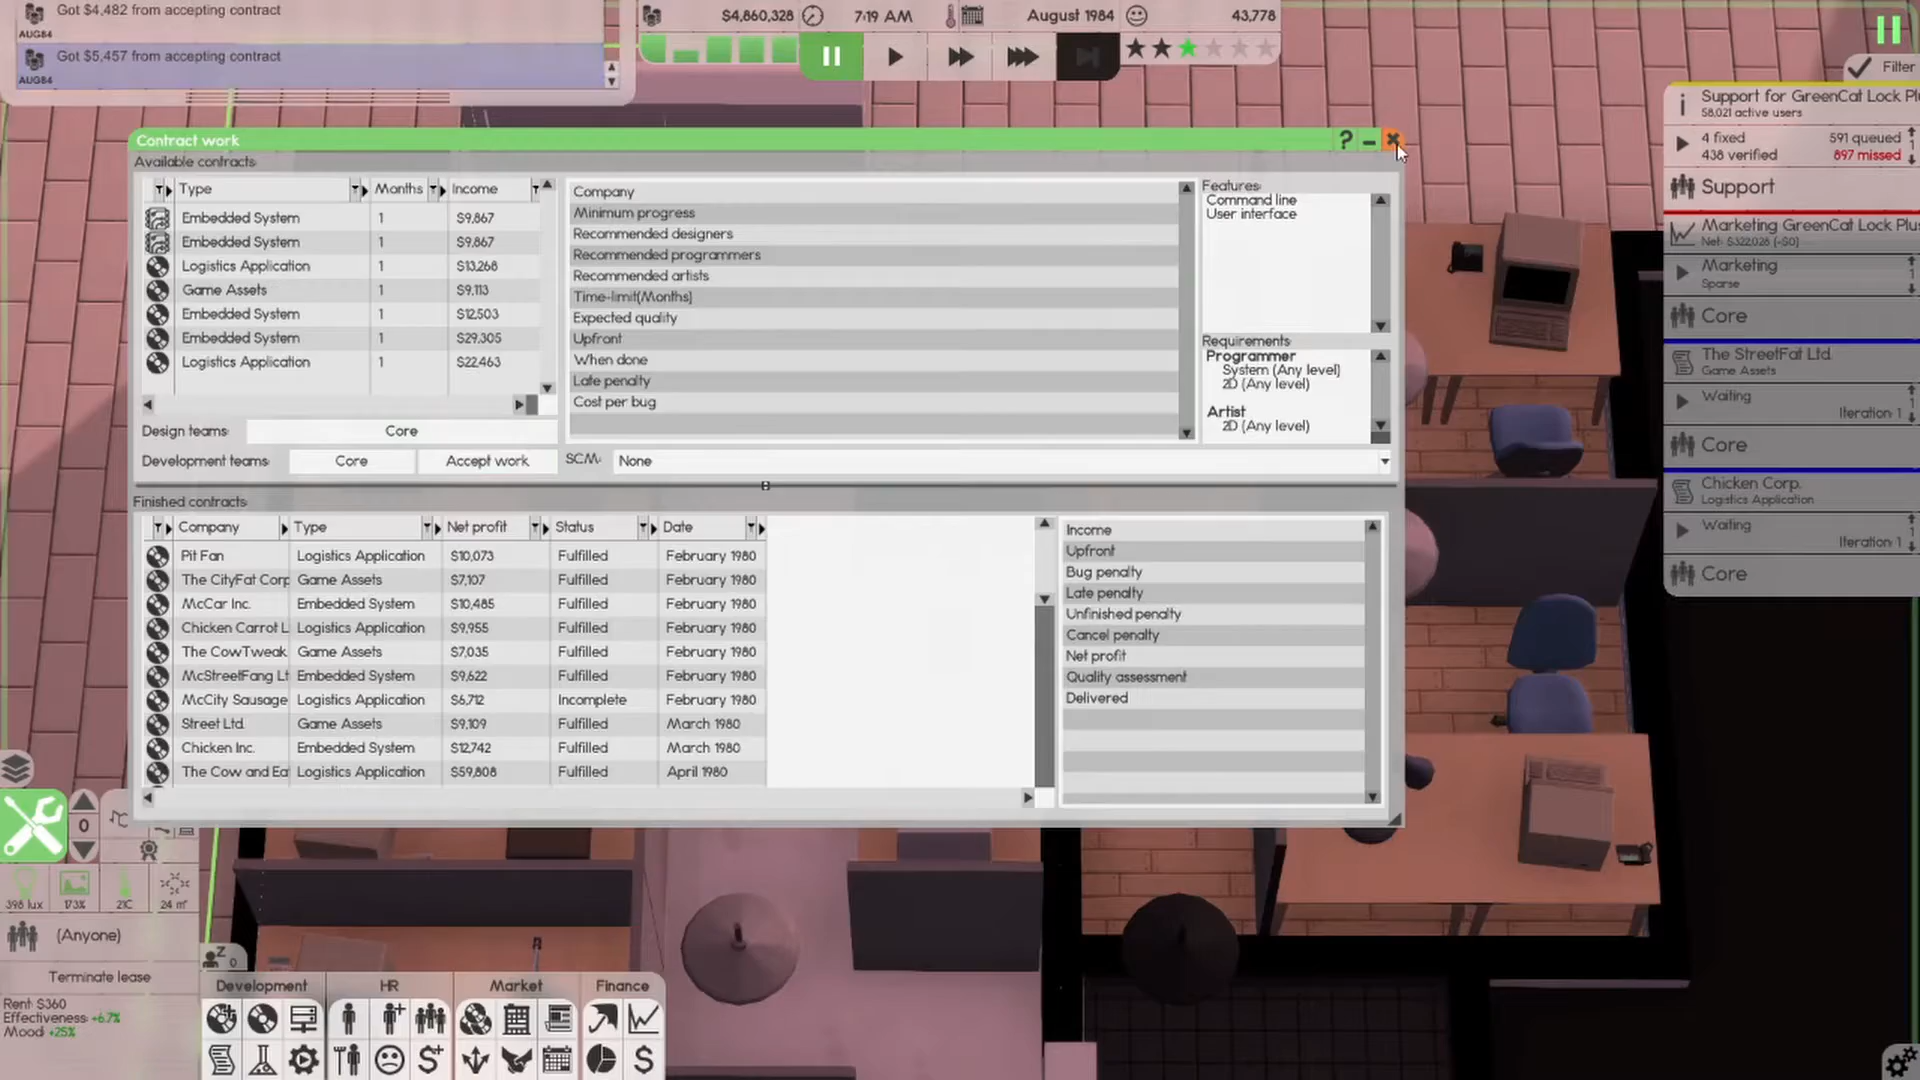 Got $4,482 from accepting contract
AUG84
Got $5,457 from accepting contract
AUG84
$4,860,328
7:19 AM
August 1984
43,778
Filter
Contract work
?
Available contracts:
Type Months Income
Embedded System 1 $9,867
Embedded System 1 $9,867
Logistics Application 1 $13,268
Game Assets 1 $9,113
Embedded System 1 $12,503
Embedded System 1 $29,305
Logistics Application 1 $22,463
Company
Minimum progress
Recommended designers
Recommended programmers
Recommended artists
Time-limit(Months)
Expected quality
Upfront
When done
Late penalty
Cost per bug
Features:
Command line
User interface
Requirements:
Programmer
System (Any level)
2D (Any level)
Artist
2D (Any level)
Design teams: Core
Development teams: Core Accept work SCM: None
Finished contracts:
Company Type Net profit Status Date
Pit Fan Logistics Application $10,073 Fulfilled February 1980
The CityFat Corp Game Assets $7,107 Fulfilled February 1980
McCar Inc. Embedded System $10,485 Fulfilled February 1980
Chicken Carrot L Logistics Application $9,955 Fulfilled February 1980
The CowTweak Game Assets $7,035 Fulfilled February 1980
McStreetFang Lt Embedded System $9,622 Fulfilled February 1980
McCity Sausage Logistics Application $6,712 Incomplete February 1980
Street Ltd. Game Assets $9,109 Fulfilled March 1980
Chicken Inc. Embedded System $12,742 Fulfilled March 1980
The Cow and Ea Logistics Application $59,808 Fulfilled April 1980
Income
Upfront
Bug penalty
Late penalty
Unfinished penalty
Cancel penalty
Net profit
Quality assessment
Delivered
Support for GreenCat Lock Pl
58,021 active users
4 fixed 591 queued
438 verified 897 missed
1
Support
Marketing GreenCat Lock Plus
Net: $322,028 (-$0)
Marketing
Sparse
1
Core
The StreetFat Ltd.
Game Assets
Waiting
Iteration: 1
1
Core
Chicken Corp.
Logistics Application
Waiting
Iteration: 1
1
Core
0
398 lux 173% 21C 24 m²
(Anyone)
Terminate lease
Rent: $360
Effectiveness: +6.7%
Mood: +25%
Z
0
Development HR Market Finance